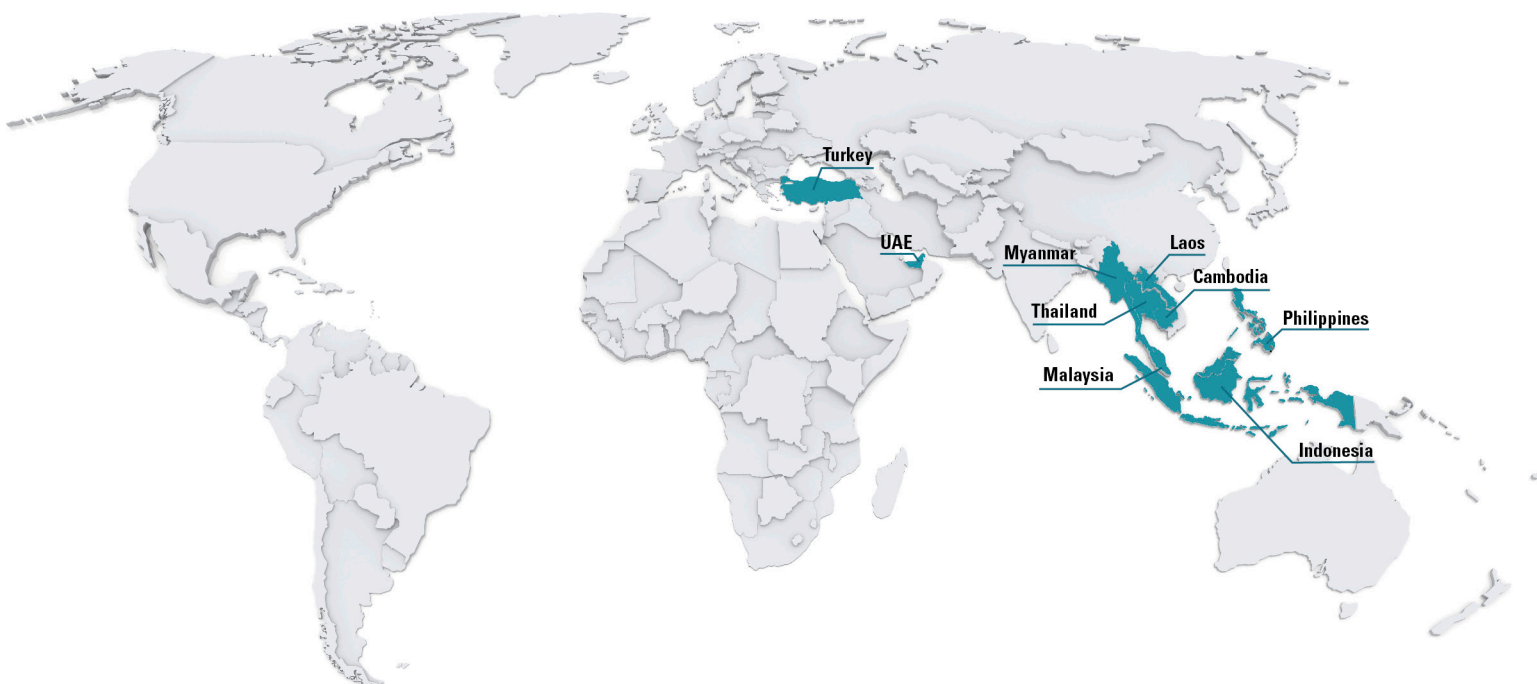 Turkey
UAE
Myanmar
Laos
Cambodia
Thailand
Philippines
Malaysia
Indonesia